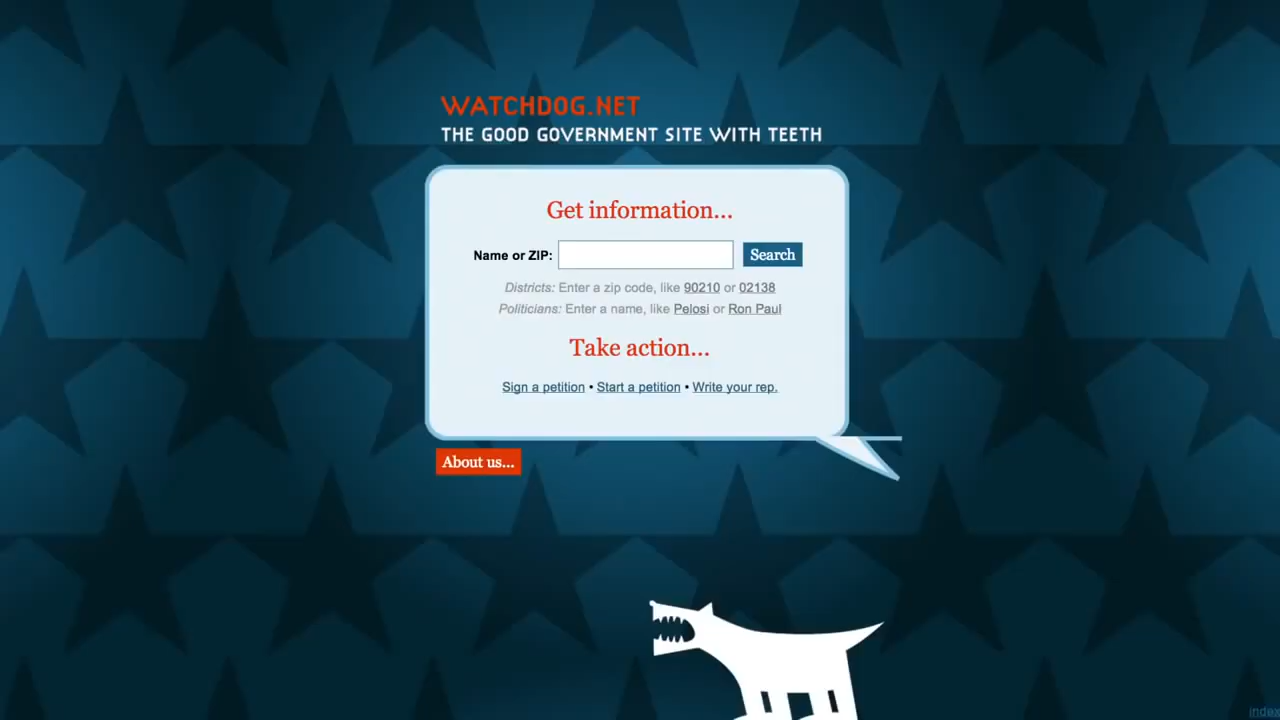 WATCHDOG.NET
THE GOOD GOVERNMENT SITE WITH TEETH
Get information...
Name or ZIP: Search
Districts: Enter a zip code, like 90210 or 02138
Politicians: Enter a name, like Pelosi or Ron Paul
Take action...
Sign a petition • Start a petition • Write your rep.
About us...
index